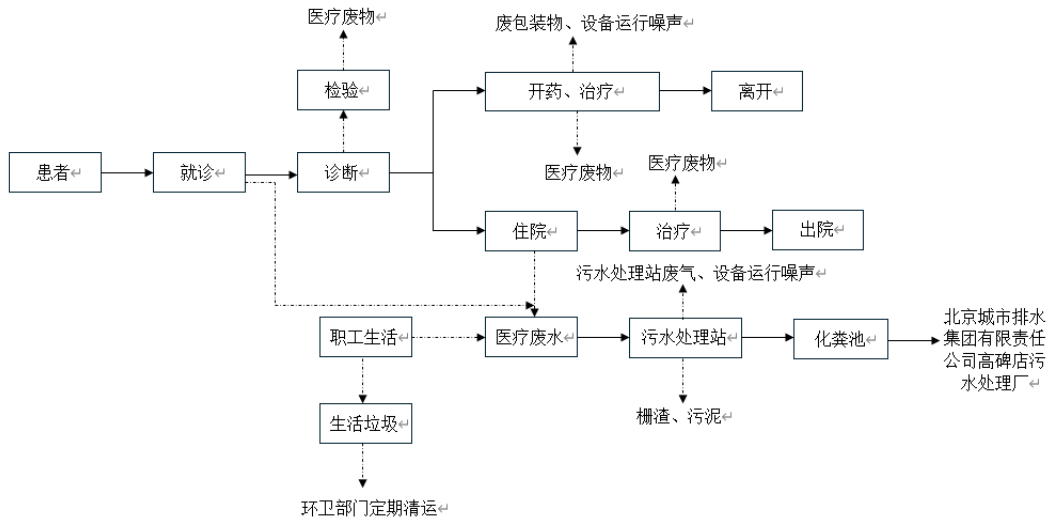 医疗废物
废包装物、设备运行噪声
检验
开药、治疗
离开
医疗废物
医疗废物
患者
就诊
诊断
住院
治疗
出院
污水处理站废气、设备运行噪声
职工生活
医疗废水
污水处理站
化粪池
北京城市排水
集团有限责任
公司高碑店污
水处理厂
生活垃圾
栅渣、污泥
环卫部门定期清运